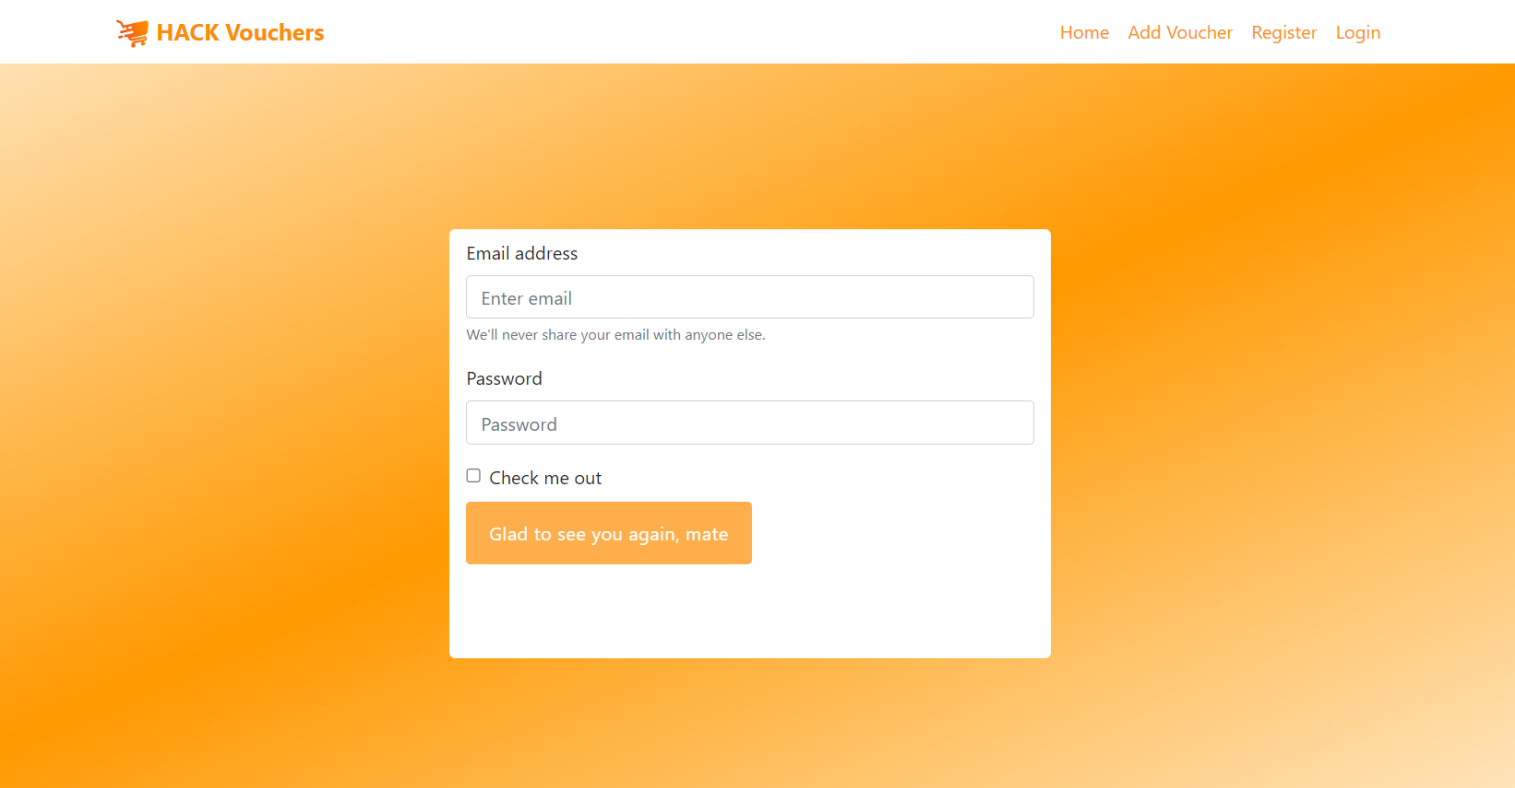 HACK Vouchers
Home Add Voucher Register Login
Email address
Enter email
We'll never share your email with anyone else.
Password
Password
Check me out
Glad to see you again, mate